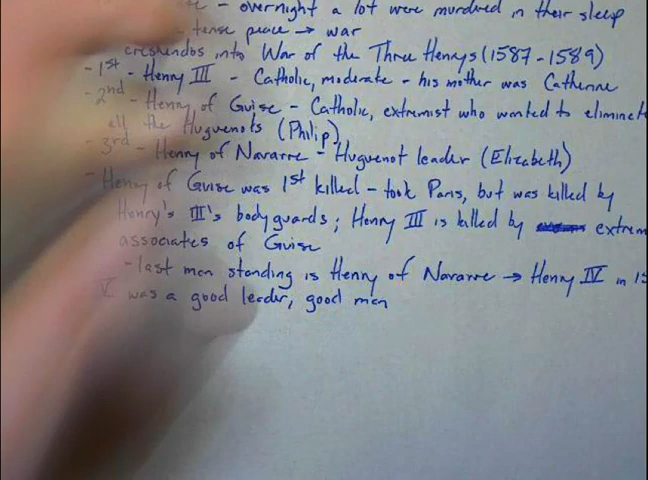 - overnight a lot were murdured in their sleep
tense peace → war
creshendos into War of the Three Henrys (1587-1589)
- 1st - Henry III - Catholic, moderate - his mother was Catherine
- 2nd - Henry of Guise - Catholic, extremist who wanted to eliminate
all the Huguenots (Philip)
- 3rd - Henry of Navarre - Huguenot leader (Elizabeth)
- Henry of Guise was 1st killed - took Paris, but was killed by
Henry's III's bodyguards; Henry III is killed by extrem
associates of Guise
- last man standing is Henry of Navarre → Henry IV in 15
V was a good leader, good man